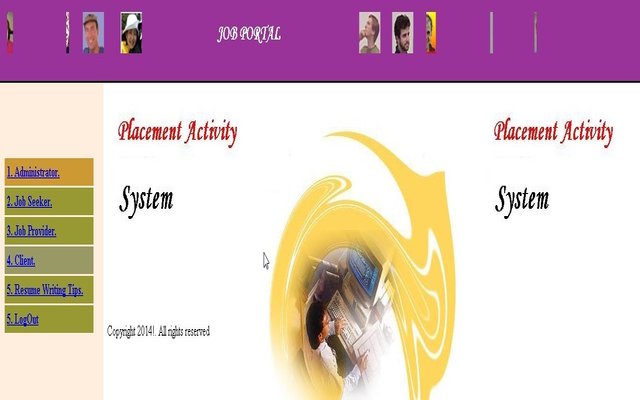 JOB PORTAL
Placement Activity
System
Placement Activity
System
1. Administrator.
2. Job Seeker.
3. Job Provider.
4. Client.
5. Resume Writing Tips.
5. LogOut
Copyright 2014!. All rights reserved